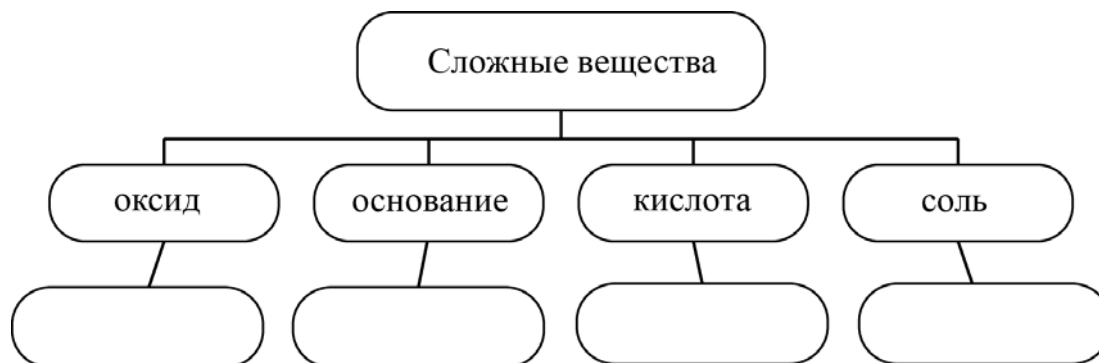 Сложные вещества
оксид
основание
кислота
соль